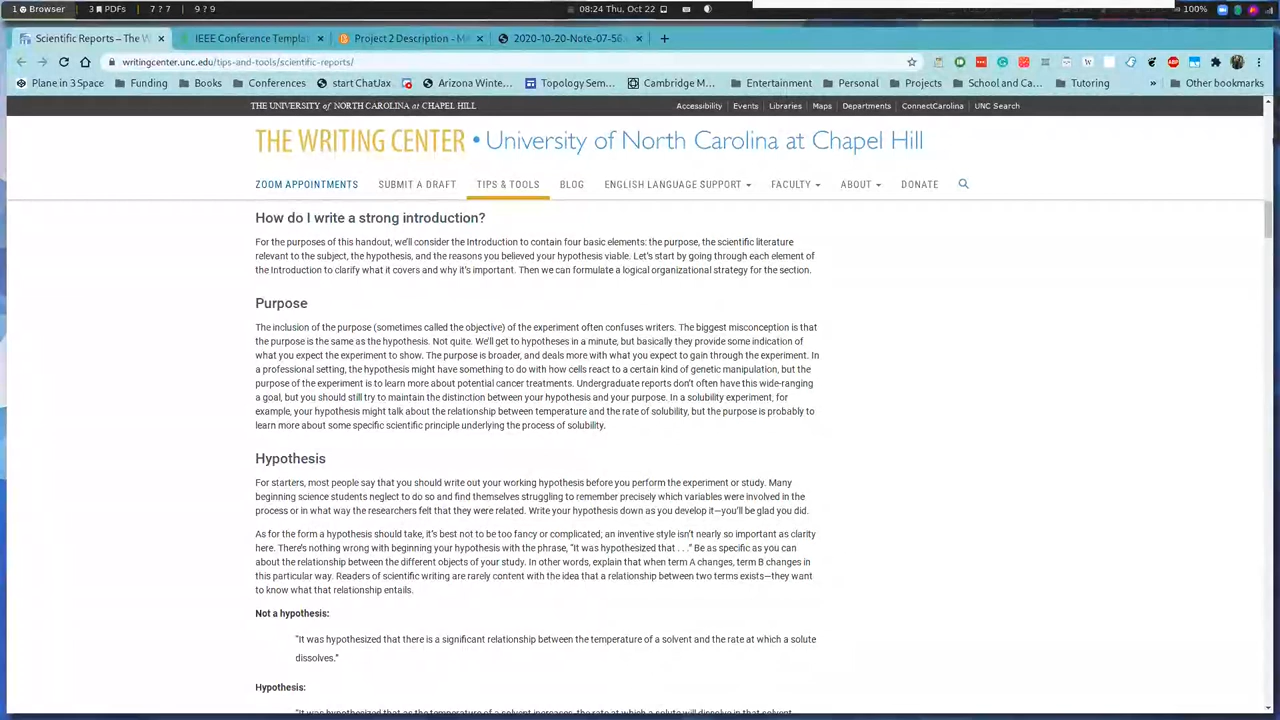 1 Browser 3 PDFs 7 ? 7 9 ? 9 08:24 Thu, Oct 22 100%
Scientific Reports – The W IEEE Conference Templa Project 2 Description - M 2020-10-20-Note-07-56
writingcenter.unc.edu/tips-and-tools/scientific-reports/
Plane in 3 Space Funding Books Conferences start ChatJax Arizona Winte... Topology Sem... Cambridge M... Entertainment Personal Projects School and Ca... Tutoring » Other bookmarks
THE UNIVERSITY of NORTH CAROLINA at CHAPEL HILL Accessibility Events Libraries Maps Departments ConnectCarolina UNC Search
THE WRITING CENTER • University of North Carolina at Chapel Hill
ZOOM APPOINTMENTS SUBMIT A DRAFT TIPS & TOOLS BLOG ENGLISH LANGUAGE SUPPORT FACULTY ABOUT DONATE
How do I write a strong introduction?
For the purposes of this handout, we'll consider the Introduction to contain four basic elements: the purpose, the scientific literature
relevant to the subject, the hypothesis, and the reasons you believed your hypothesis viable. Let's start by going through each element of
the Introduction to clarify what it covers and why it's important. Then we can formulate a logical organizational strategy for the section.
Purpose
The inclusion of the purpose (sometimes called the objective) of the experiment often confuses writers. The biggest misconception is that
the purpose is the same as the hypothesis. Not quite. We'll get to hypotheses in a minute, but basically they provide some indication of
what you expect the experiment to show. The purpose is broader, and deals more with what you expect to gain through the experiment. In
a professional setting, the hypothesis might have something to do with how cells react to a certain kind of genetic manipulation, but the
purpose of the experiment is to learn more about potential cancer treatments. Undergraduate reports don't often have this wide-ranging
a goal, but you should still try to maintain the distinction between your hypothesis and your purpose. In a solubility experiment, for
example, your hypothesis might talk about the relationship between temperature and the rate of solubility, but the purpose is probably to
learn more about some specific scientific principle underlying the process of solubility.
Hypothesis
For starters, most people say that you should write out your working hypothesis before you perform the experiment or study. Many
beginning science students neglect to do so and find themselves struggling to remember precisely which variables were involved in the
process or in what way the researchers felt that they were related. Write your hypothesis down as you develop it—you'll be glad you did.
As for the form a hypothesis should take, it's best not to be too fancy or complicated; an inventive style isn't nearly so important as clarity
here. There's nothing wrong with beginning your hypothesis with the phrase, “It was hypothesized that . . .” Be as specific as you can
about the relationship between the different objects of your study. In other words, explain that when term A changes, term B changes in
this particular way. Readers of scientific writing are rarely content with the idea that a relationship between two terms exists—they want
to know what that relationship entails.
Not a hypothesis:
“It was hypothesized that there is a significant relationship between the temperature of a solvent and the rate at which a solute
dissolves.”
Hypothesis:
“It was hypothesized that as the temperature of a solvent increases, the rate at which a solute will dissolve in that solvent